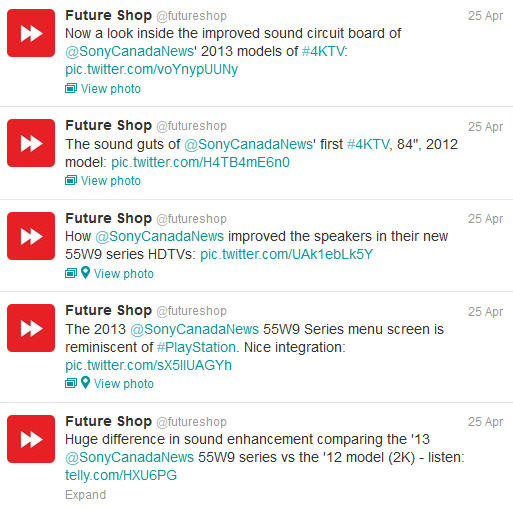 Future Shop @futureshop 25 Apr
Now a look inside the improved sound circuit board of
@SonyCanadaNews' 2013 models of #4KTV:
pic.twitter.com/voYnypUUNy
View photo
Future Shop @futureshop 25 Apr
The sound guts of @SonyCanadaNews' first #4KTV, 84", 2012
model: pic.twitter.com/H4TB4mE6n0
View photo
Future Shop @futureshop 25 Apr
How @SonyCanadaNews improved the speakers in their new
55W9 series HDTVs: pic.twitter.com/UAk1ebLk5Y
View photo
Future Shop @futureshop 25 Apr
The 2013 @SonyCanadaNews 55W9 Series menu screen is
reminiscent of #PlayStation. Nice integration:
pic.twitter.com/sX5llUAGYh
View photo
Future Shop @futureshop 25 Apr
Huge difference in sound enhancement comparing the '13
@SonyCanadaNews 55W9 series vs the '12 model (2K) - listen:
telly.com/HXU6PG
Expand